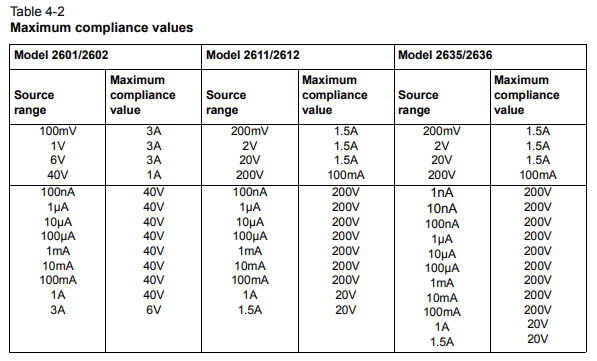 Table 4-2
Maximum compliance values
Model 2601/2602 Model 2611/2612 Model 2635/2636
Source range Maximum compliance value Source range Maximum compliance value Source range Maximum compliance value
100mV 3A 200mV 1.5A 200mV 1.5A
1V 3A 2V 1.5A 2V 1.5A
6V 3A 20V 1.5A 20V 1.5A
40V 1A 200V 100mA 200V 100mA
100nA 40V 100nA 200V 1nA 200V
1µA 40V 1µA 200V 10nA 200V
10µA 40V 10µA 200V 100nA 200V
100µA 40V 100µA 200V 1µA 200V
1mA 40V 1mA 200V 10µA 200V
10mA 40V 10mA 200V 100µA 200V
100mA 40V 100mA 200V 1mA 200V
1A 40V 1A 20V 10mA 200V
3A 6V 1.5A 20V 100mA 200V
1A 20V
1.5A 20V